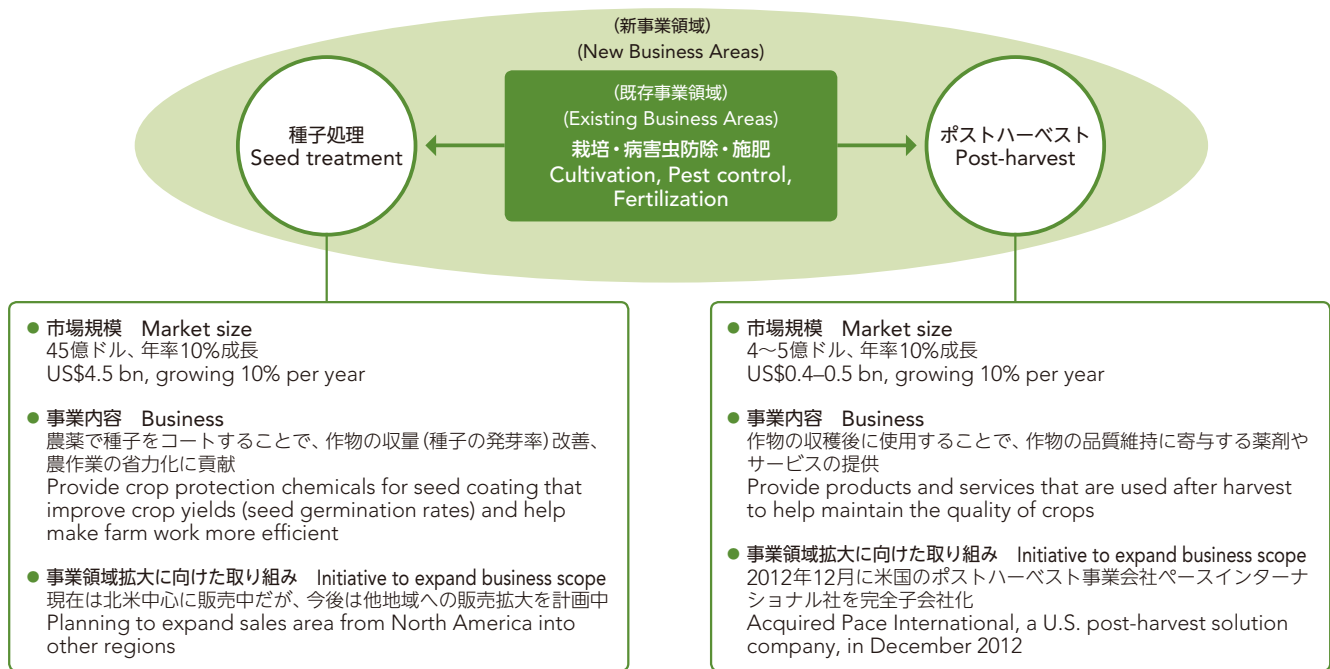 (新事業領域)
(New Business Areas)
(既存事業領域)
(Existing Business Areas)
栽培・病害虫防除・施肥
Cultivation, Pest control,
Fertilization
種子処理
Seed treatment
ポストハーベスト
Post-harvest
● 市場規模 Market size
45億ドル、年率10%成長
US$4.5 bn, growing 10% per year
● 事業内容 Business
農薬で種子をコートすることで、作物の収量(種子の発芽率)改善、
農作業の省力化に貢献
Provide crop protection chemicals for seed coating that
improve crop yields (seed germination rates) and help
make farm work more efficient
● 事業領域拡大に向けた取り組み Initiative to expand business scope
現在は北米中心に販売中だが、今後は他地域への販売拡大を計画中
Planning to expand sales area from North America into
other regions
● 市場規模 Market size
4〜5億ドル、年率10%成長
US$0.4–0.5 bn, growing 10% per year
● 事業内容 Business
作物の収穫後に使用することで、作物の品質維持に寄与する薬剤や
サービスの提供
Provide products and services that are used after harvest
to help maintain the quality of crops
● 事業領域拡大に向けた取り組み Initiative to expand business scope
2012年12月に米国のポストハーベスト事業会社ペースインターナ
ショナル社を完全子会社化
Acquired Pace International, a U.S. post-harvest solution
company, in December 2012